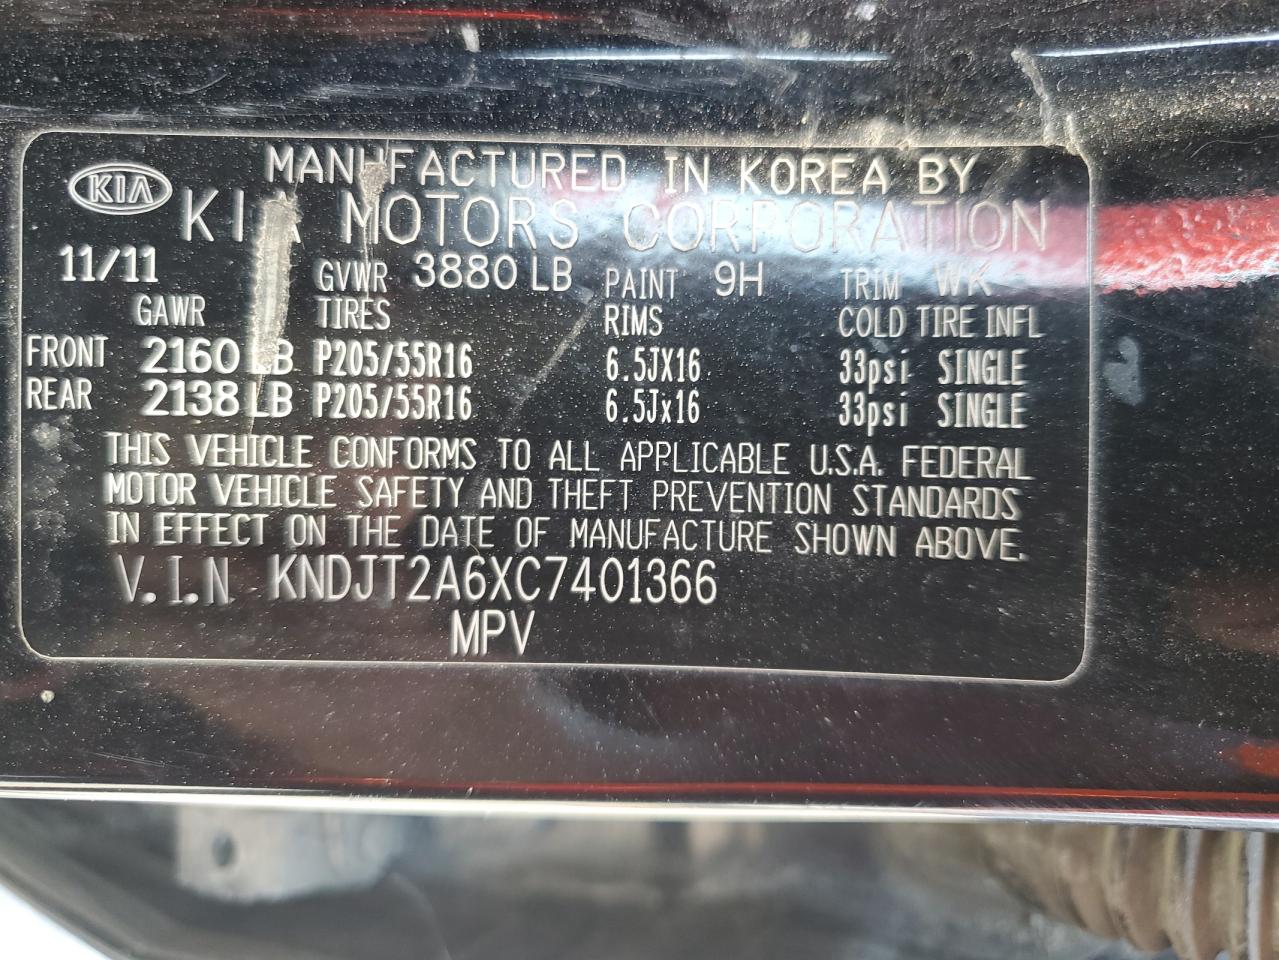 MANUFACTURED IN KOREA BY
KIA KIA MOTORS CORPORATION
11/11 GVWR 3880 LB PAINT 9H TRIM WK
GAWR TIRES RIMS COLD TIRE INFL
FRONT 2160 LB P205/55R16 6.5JX16 33psi SINGLE
REAR 2138 LB P205/55R16 6.5Jx16 33psi SINGLE
THIS VEHICLE CONFORMS TO ALL APPLICABLE U.S.A. FEDERAL
MOTOR VEHICLE SAFETY AND THEFT PREVENTION STANDARDS
IN EFFECT ON THE DATE OF MANUFACTURE SHOWN ABOVE.
V.I.N KNDJT2A6XC7401366
MPV